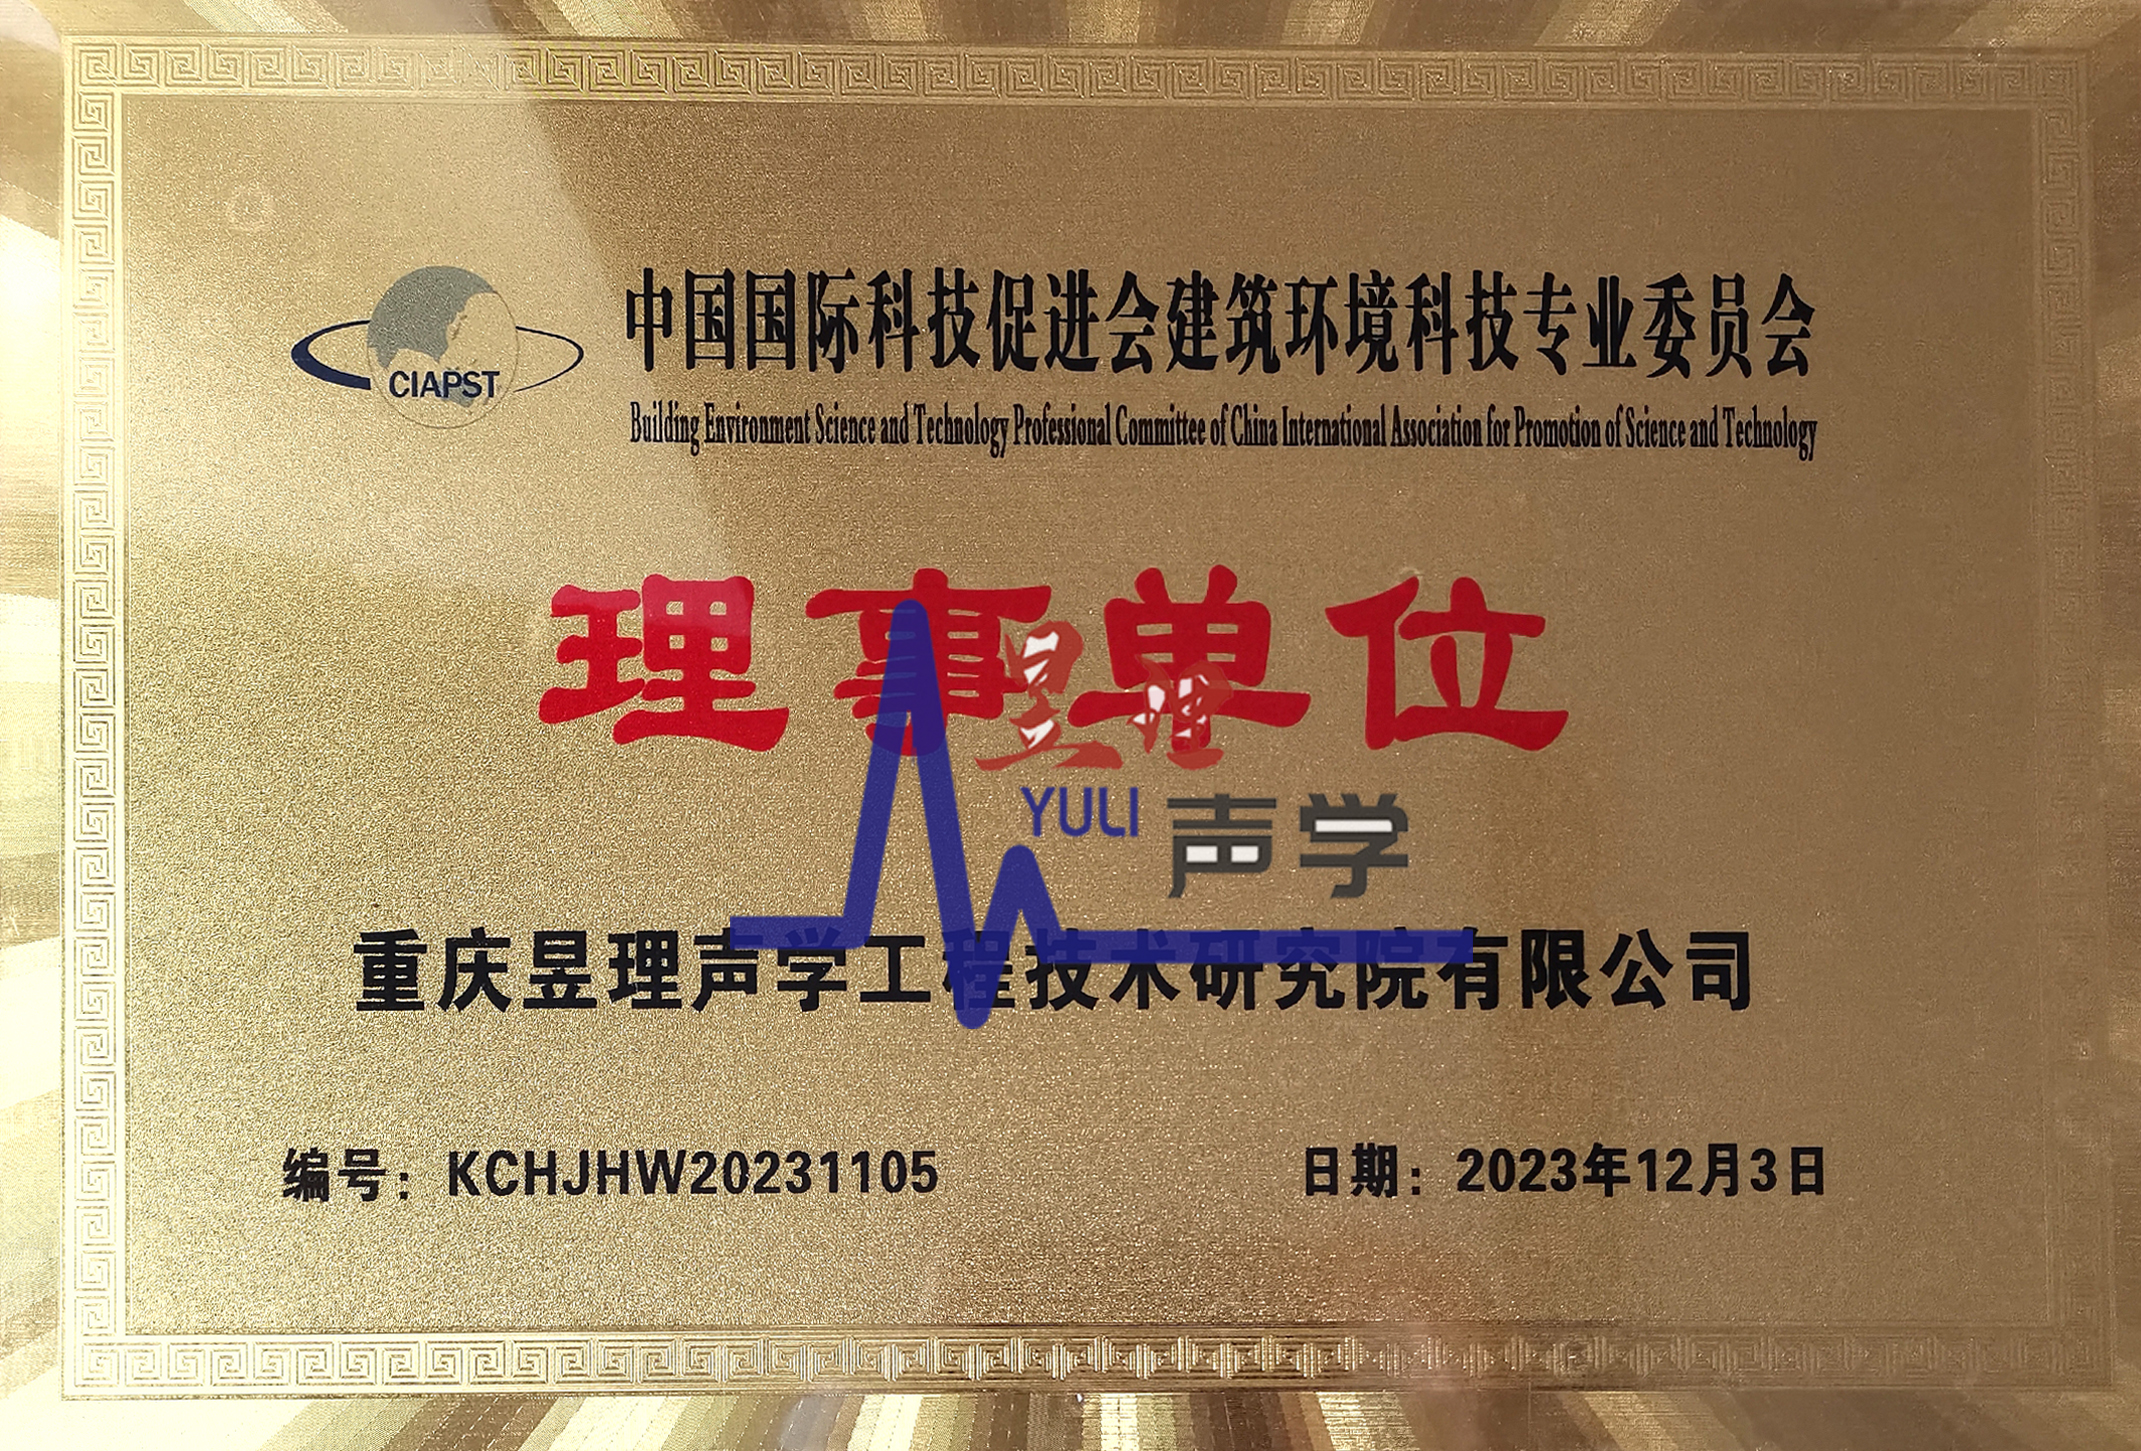 CIAPST
中国国际科技促进会建筑环境科技专业委员会
Building Environment Science and Technology Professional Committee of China International Association for Promotion of Science and Technology
理事单位
昱理
YULI 声学
重庆昱理声学工程技术研究院有限公司
编号：KCHJHW20231105
日期：2023年12月3日